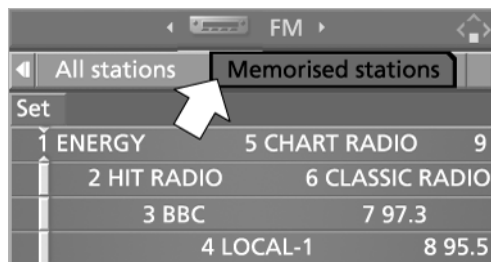 FM
All stations Memorised stations
Set
1 ENERGY 5 CHART RADIO 9
2 HIT RADIO 6 CLASSIC RADIO
3 BBC 7 97.3
4 LOCAL-1 8 95.5